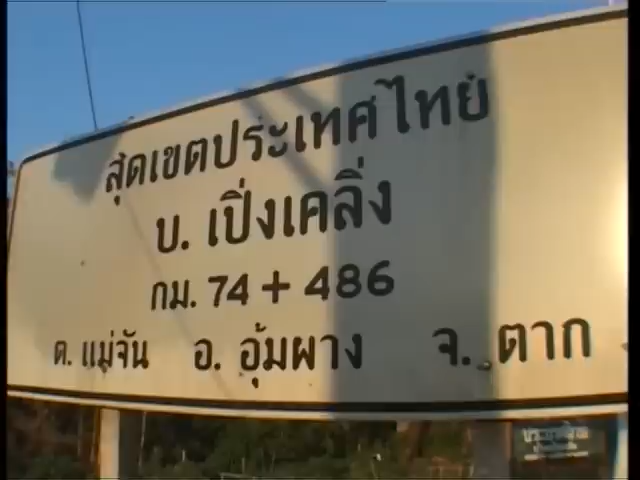 สุดเขตประเทศไทย
บ. เปิ่งเคลิ่ง
กม. 74 + 486
ต. แม่จัน อ. อุ้มผาง จ. ตาก